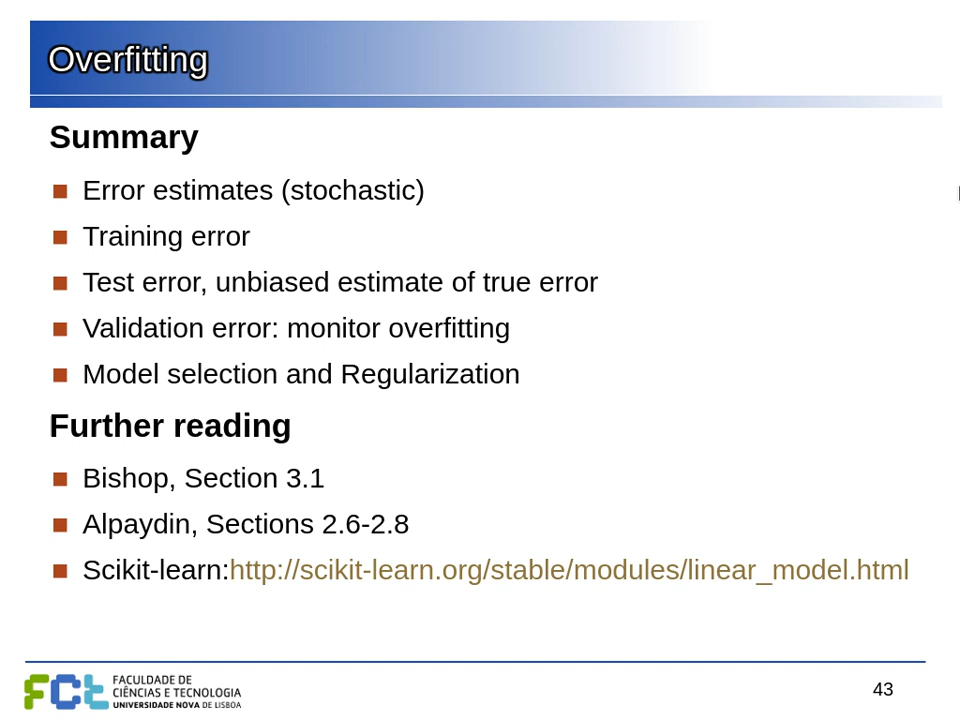 Overfitting
Summary
Error estimates (stochastic)
Training error
Test error, unbiased estimate of true error
Validation error: monitor overfitting
Model selection and Regularization
Further reading
Bishop, Section 3.1
Alpaydin, Sections 2.6-2.8
Scikit-learn:http://scikit-learn.org/stable/modules/linear_model.html
FCt
FACULDADE DE
CIÊNCIAS E TECNOLOGIA
UNIVERSIDADE NOVA DE LISBOA
43